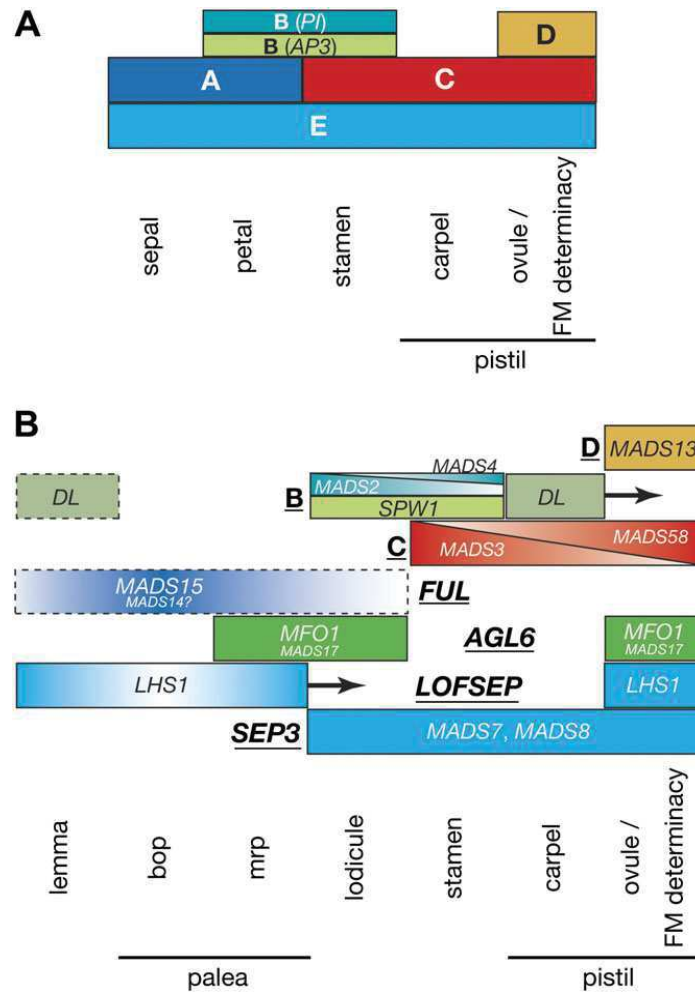 A
B (PI)
B (AP3)
D
A
C
E
sepal
petal
stamen
carpel
ovule /
FM determinacy
pistil
B
D
MADS13
DL
B
MADS4
MADS2
SPW1
DL
C
MADS3
MADS58
MADS15
MADS14?
FUL
MFO1
MADS17
AGL6
MFO1
MADS17
LHS1
LOFSEP
LHS1
SEP3
MADS7, MADS8
lemma
bop
mrp
lodicule
stamen
carpel
ovule /
FM determinacy
palea
pistil